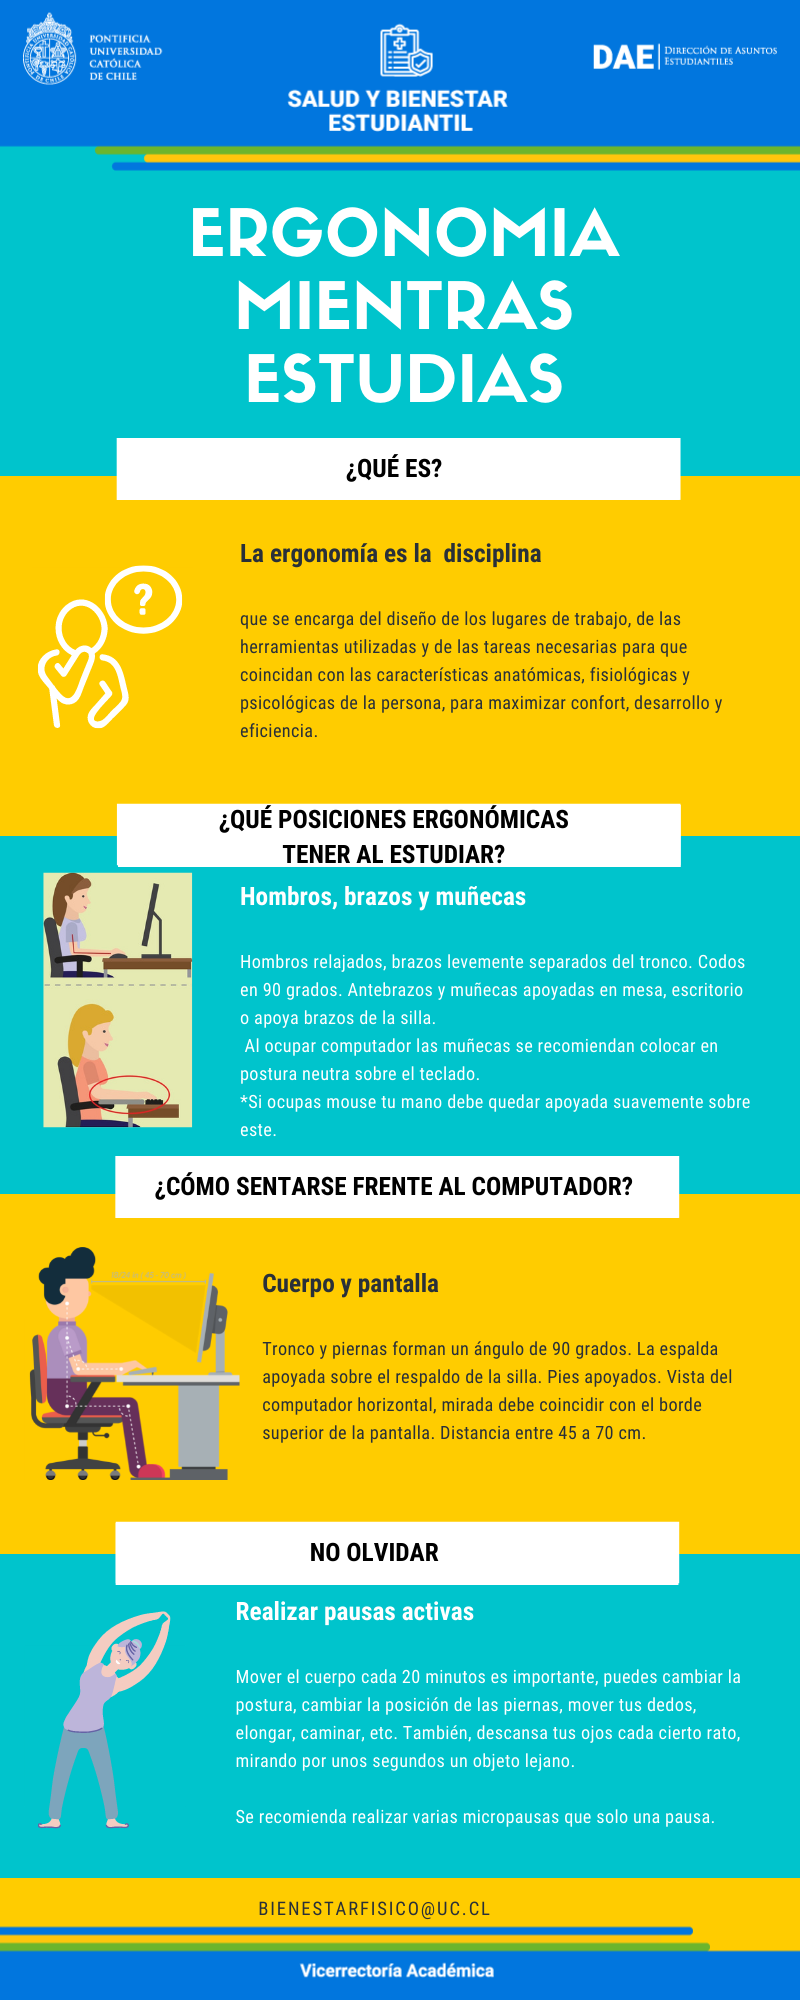 PONTIFICIA
UNIVERSIDAD
CATÓLICA
DE CHILE
SALUD Y BIENESTAR
ESTUDIANTIL
DAE
DIRECCIÓN DE ASUNTOS
ESTUDIANTILES
ERGONOMIA
MIENTRAS
ESTUDIAS
¿QUÉ ES?
La ergonomía es la disciplina
que se encarga del diseño de los lugares de trabajo, de las
herramientas utilizadas y de las tareas necesarias para que
coincidan con las características anatómicas, fisiológicas y
psicológicas de la persona, para maximizar confort, desarrollo y
eficiencia.
?
¿QUÉ POSICIONES ERGONÓMICAS
TENER AL ESTUDIAR?
Hombros, brazos y muñecas
Hombros relajados, brazos levemente separados del tronco. Codos
en 90 grados. Antebrazos y muñecas apoyadas en mesa, escritorio
o apoya brazos de la silla.
Al ocupar computador las muñecas se recomiendan colocar en
postura neutra sobre el teclado.
*Si ocupas mouse tu mano debe quedar apoyada suavemente sobre
este.
¿CÓMO SENTARSE FRENTE AL COMPUTADOR?
Cuerpo y pantalla
Tronco y piernas forman un ángulo de 90 grados. La espalda
apoyada sobre el respaldo de la silla. Pies apoyados. Vista del
computador horizontal, mirada debe coincidir con el borde
superior de la pantalla. Distancia entre 45 a 70 cm.
NO OLVIDAR
Realizar pausas activas
Mover el cuerpo cada 20 minutos es importante, puedes cambiar la
postura, cambiar la posición de las piernas, mover tus dedos,
elongar, caminar, etc. También, descansa tus ojos cada cierto rato,
mirando por unos segundos un objeto lejano.
Se recomienda realizar varias micropausas que solo una pausa.
BIENESTARFISICO@UC.CL
Vicerrectoría Académica